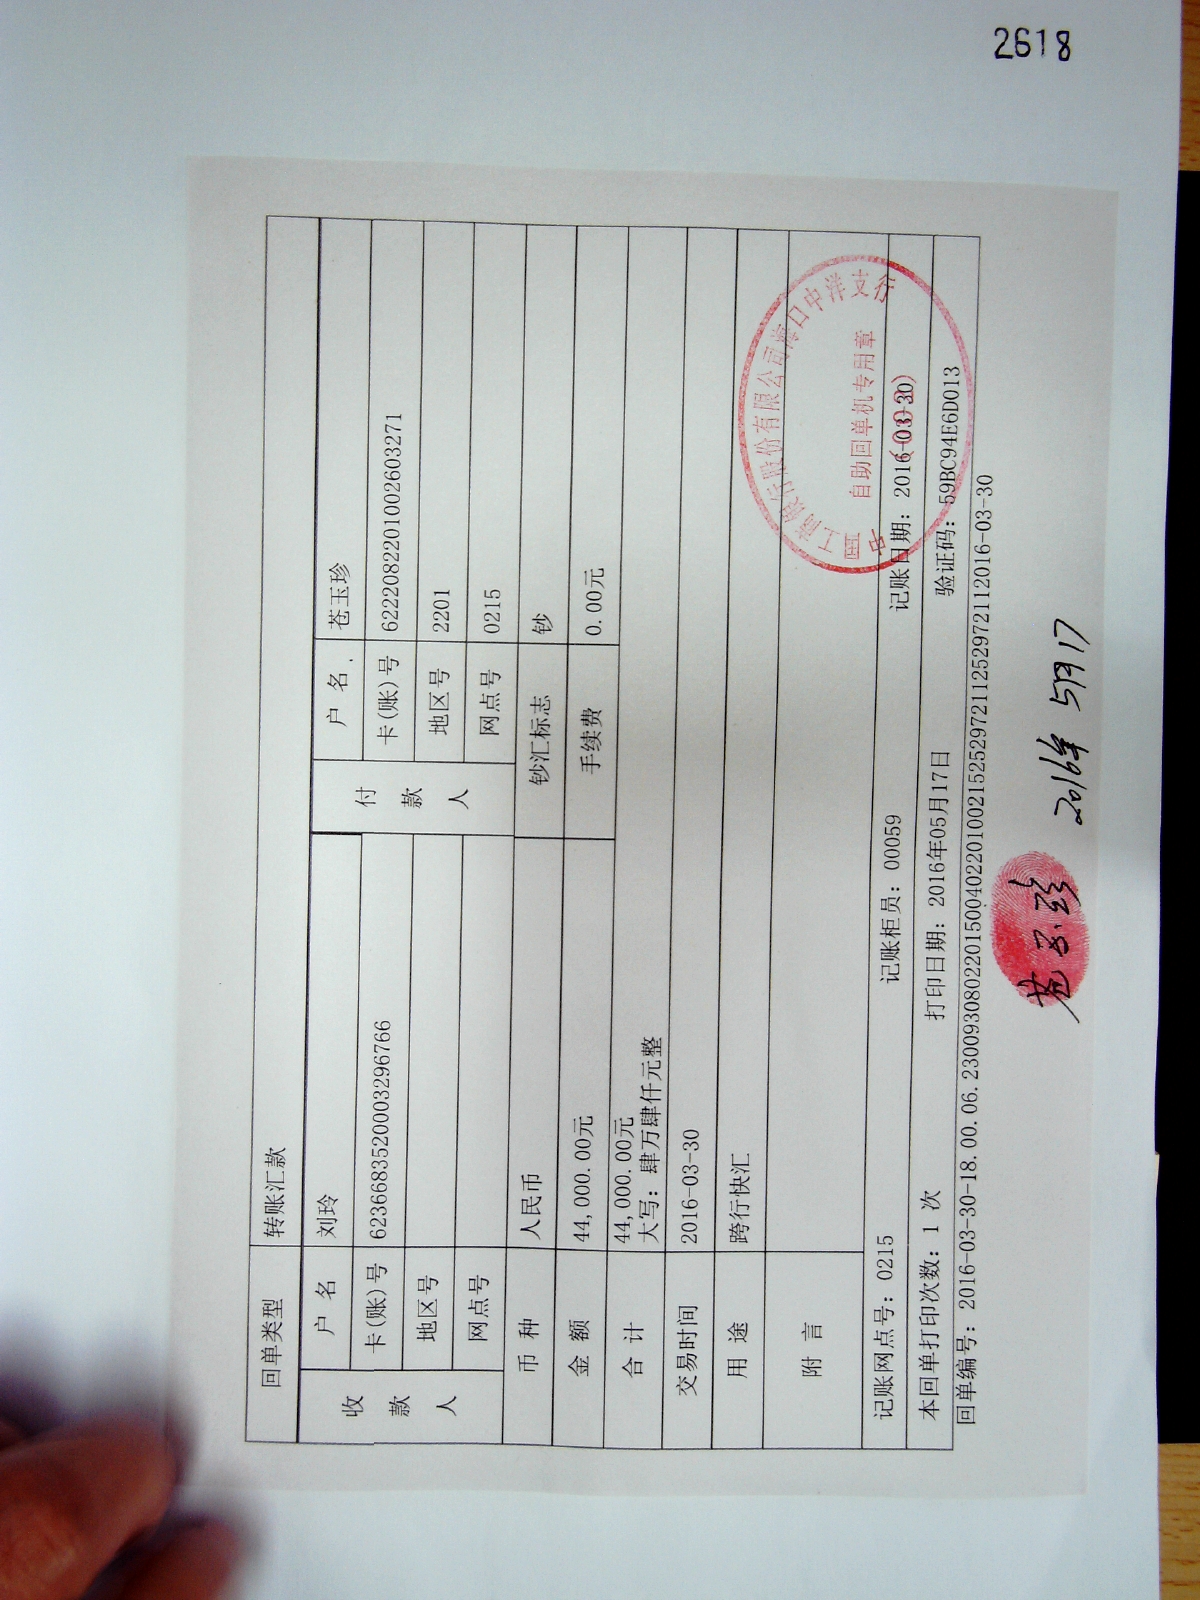 2618
回单类型 转账汇款
收款人 户名 刘玲 付款人 户名 苍玉珍
卡(账)号 6236683520003296766 卡(账)号 6222082201002603271
地区号 地区号 2201
网点号 网点号 0215
币种 人民币 钞汇标志 钞
金额 44,000.00元 手续费 0.00元
合计 44,000.00元
大写：肆万肆仟元整
交易时间 2016-03-30
用途 跨行快汇
附言
中国工商银行股份有限公司海口中洋支行
自助回单机专用章
记账网点号：0215 记账柜员：00059 记账日期：2016-03-30
本回单打印次数：1 次 打印日期：2016年05月17日 验证码：59BC94E6D013
回单编号：2016-03-30-18.00.06.23009308022015004022010021525297211252972112016-03-30
苍玉珍 2016年 5月17